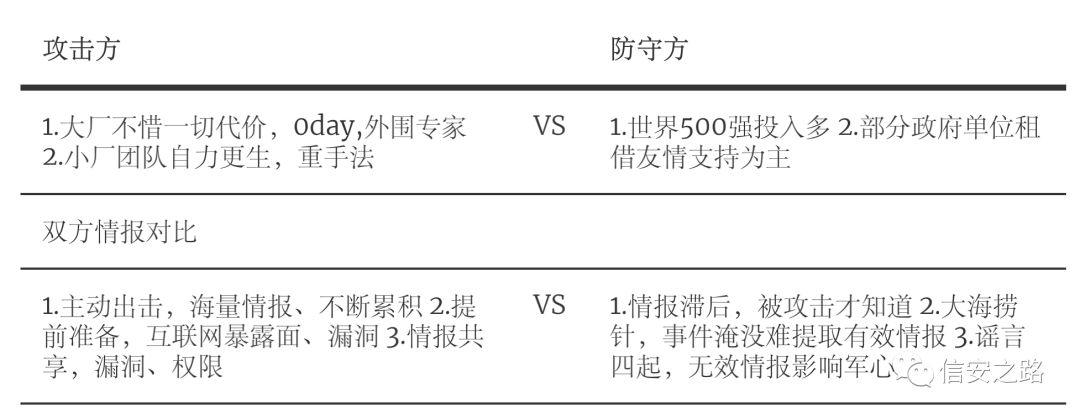 攻击方 防守方
1.大厂不惜一切代价，0day,外围专家 VS 1.世界500强投入多 2.部分政府单位租
2.小厂团队自力更生，重手法 借友情支持为主
双方情报对比
1.主动出击，海量情报、不断累积 2.提 VS 1.情报滞后，被攻击才知道 2.大海捞
前准备，互联网暴露面、漏洞 3.情报共 针，事件淹没难提取有效情报 3.谣言
享，漏洞、权限 四起，无效情报影响军心
信安之路